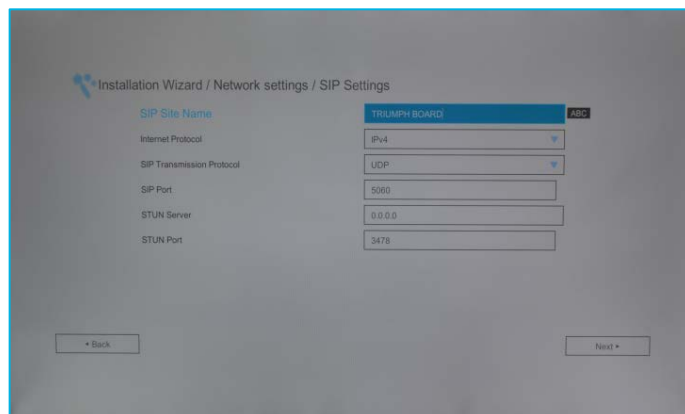 Installation Wizard / Network settings / SIP Settings
SIP Site Name TRIUMPH BOARD ABC
Internet Protocol IPv4
SIP Transmission Protocol UDP
SIP Port 5060
STUN Server 0.0.0.0
STUN Port 3478
Back Next